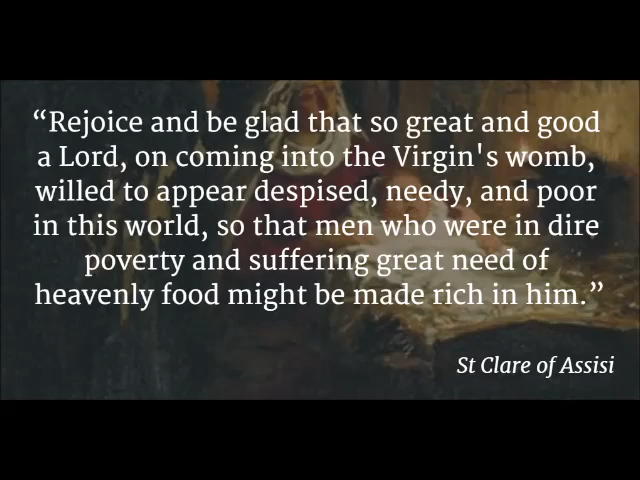 “Rejoice and be glad that so great and good
a Lord, on coming into the Virgin's womb,
willed to appear despised, needy, and poor
in this world, so that men who were in dire
poverty and suffering great need of
heavenly food might be made rich in him.”
St Clare of Assisi